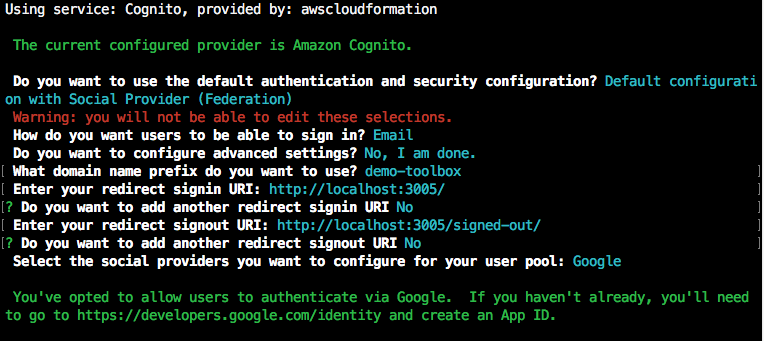 Using service: Cognito, provided by: awscloudformation
The current configured provider is Amazon Cognito.
Do you want to use the default authentication and security configuration? Default configurati
on with Social Provider (Federation)
Warning: you will not be able to edit these selections.
How do you want users to be able to sign in? Email
Do you want to configure advanced settings? No, I am done.
[ What domain name prefix do you want to use? demo-toolbox ]
[ Enter your redirect signin URI: http://localhost:3005/ ]
[? Do you want to add another redirect signin URI No ]
[ Enter your redirect signout URI: http://localhost:3005/signed-out/ ]
[? Do you want to add another redirect signout URI No ]
Select the social providers you want to configure for your user pool: Google
You've opted to allow users to authenticate via Google.  If you haven't already, you'll need
to go to https://developers.google.com/identity and create an App ID.